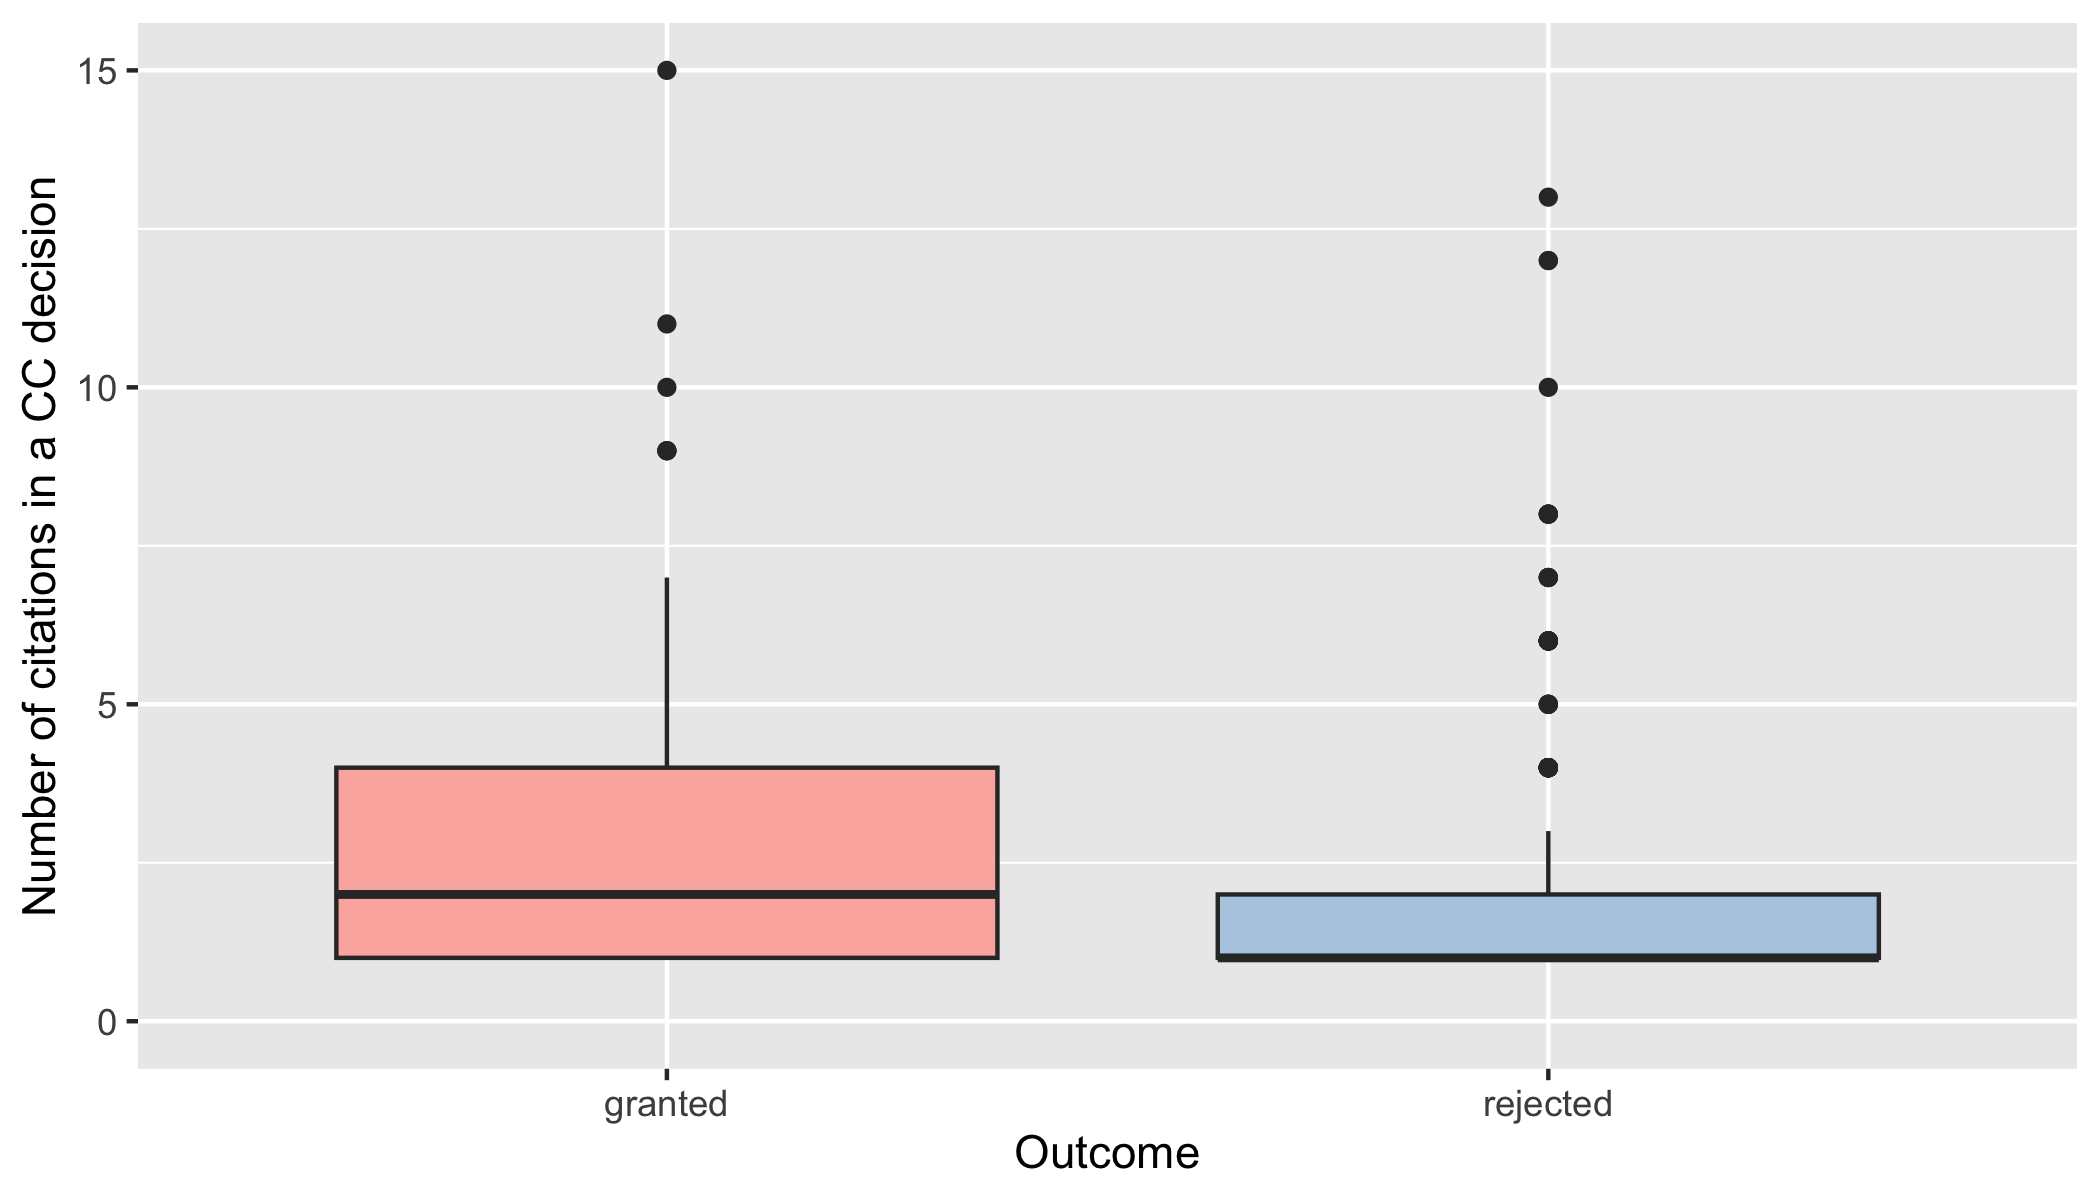 Number of citations in a CC decision
15
10
5
0
granted
rejected
Outcome